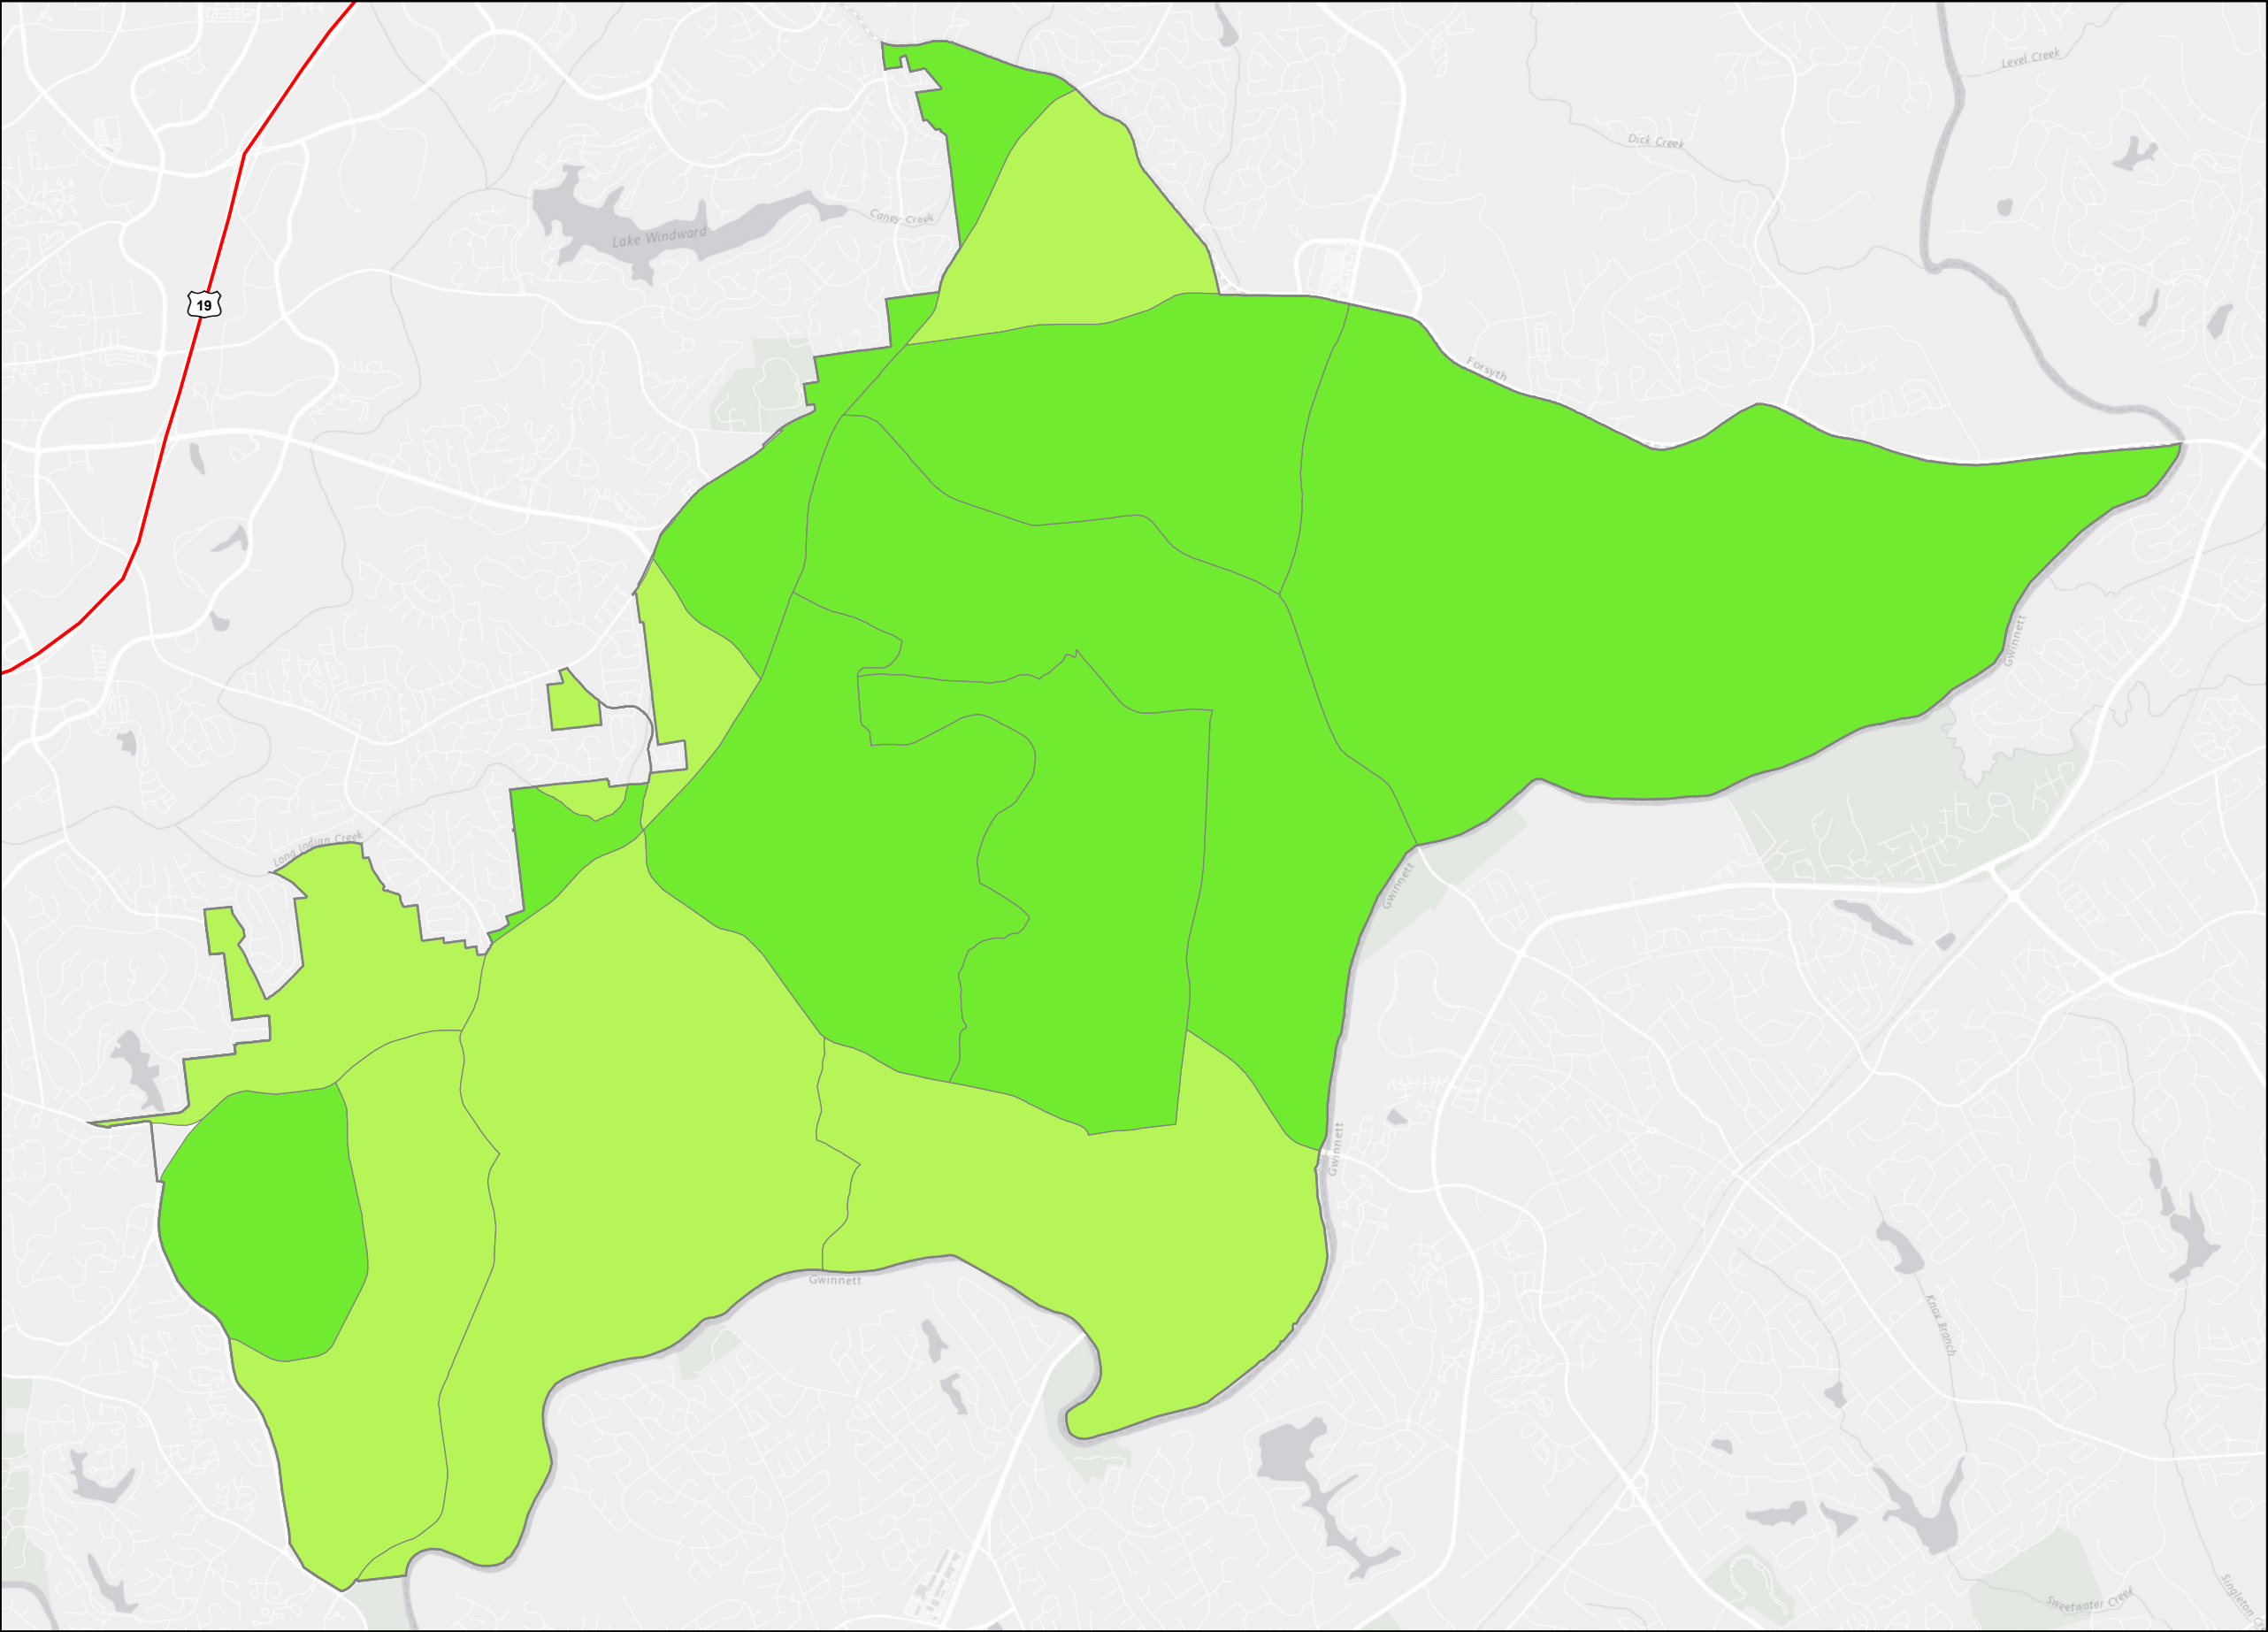 Level Creek
Dick Creek
Caney Creek
Lake Windward
19
Forsyth
Gwinnett
Long Indian Creek
Gwinnett
Gwinnett
Gwinnett
Knox Branch
Sweetwater Creek
Singleton